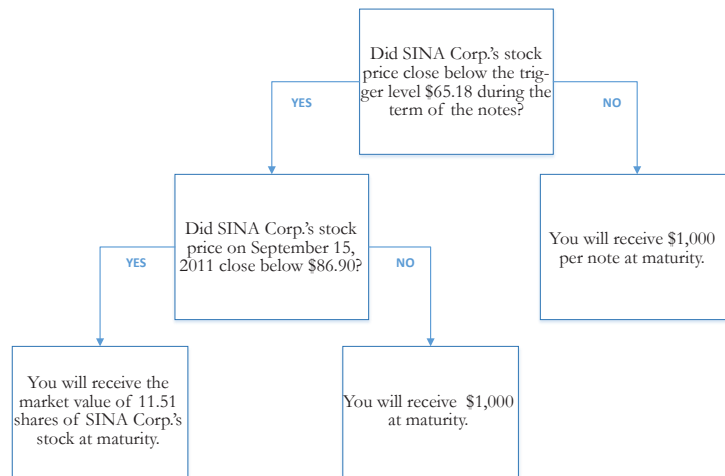 Did SINA Corp.'s stock
price close below the trig-
ger level $65.18 during the
term of the notes?
YES
NO
Did SINA Corp.'s stock
price on September 15,
2011 close below $86.90?
You will receive $1,000
per note at maturity.
YES
NO
You will receive the
market value of 11.51
shares of SINA Corp.'s
stock at maturity.
You will receive $1,000
at maturity.